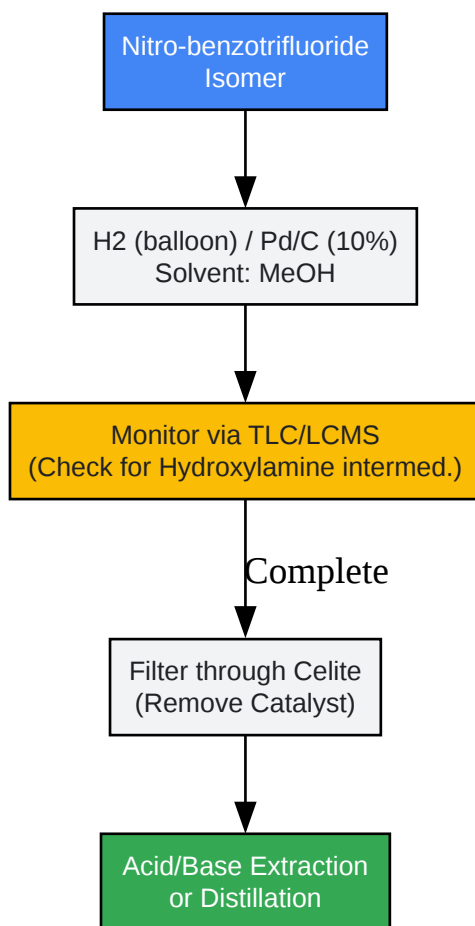 Nitro-benzotrifluoride
Isomer
H2 (balloon) / Pd/C (10%)
Solvent: MeOH
Monitor via TLC/LCMS
(Check for Hydroxylamine intermed.)
Complete
Filter through Celite
(Remove Catalyst)
Acid/Base Extraction
or Distillation